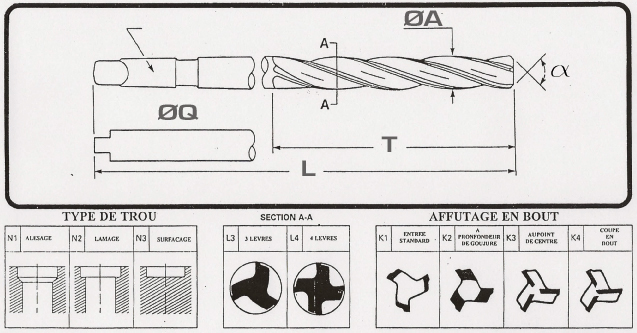 ØA
A
A
α
ØQ
T
L
TYPE DE TROU
SECTION A-A
AFFUTAGE EN BOUT
N1 ALESAGE
N2 LAMAGE
N3 SURFACAGE
L3 3 LEVRES
L4 4 LEVRES
K1 ENTREE
STANDARD
K2 A
PRONFONDEUR
DE GOUJURE
K3 AUPOINT
DE CENTRE
K4 COUPE
EN
BOUT